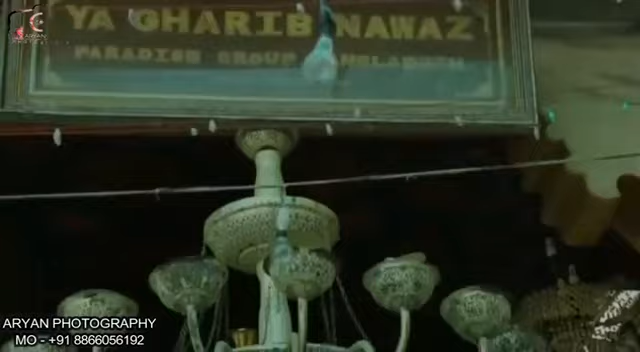 YA GHARIB NAWAZ
PARADISE GROUP
ARYAN PHOTOGRAPHY
MO - +91 8866056192